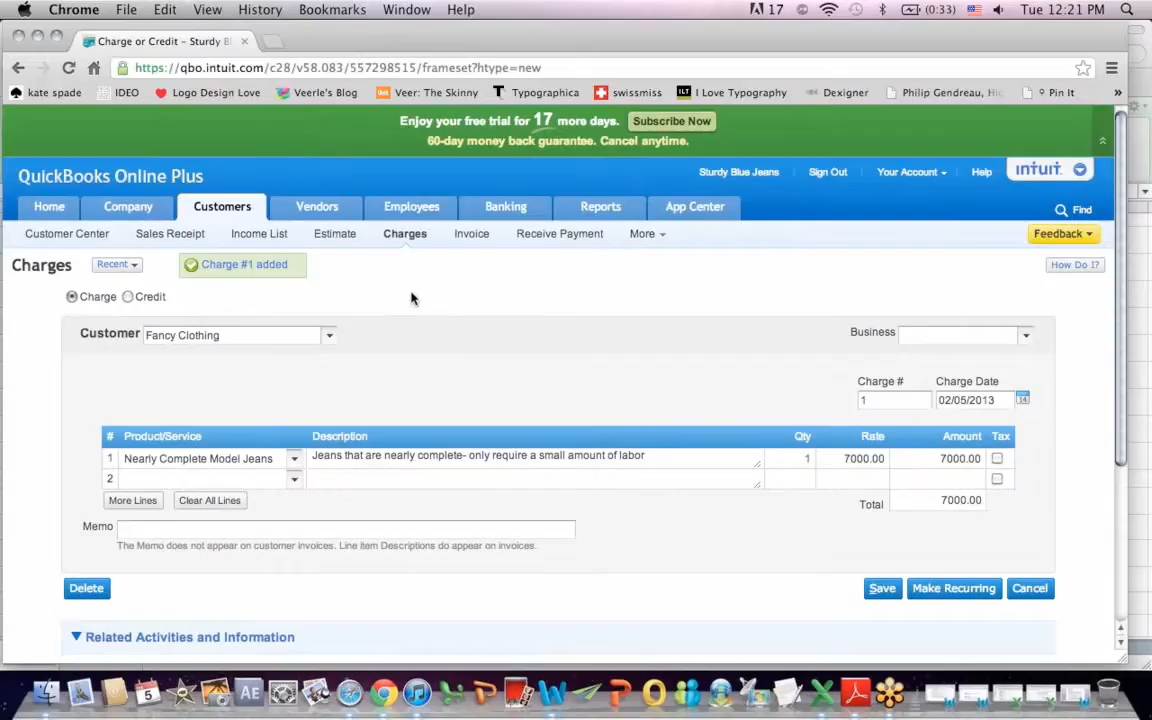 Chrome File Edit View History Bookmarks Window Help 17 (0:33) Tue 12:21 PM
Charge or Credit - Sturdy Bl
https://qbo.intuit.com/c28/v58.083/557298515/frameset?htype=new
kate spade IDEO Logo Design Love Veerle's Blog Veer: The Skinny Typographica swissmiss ILT I Love Typography Dexigner Philip Gendreau, Hi Pin It »
Enjoy your free trial for 17 more days. Subscribe Now
60-day money back guarantee. Cancel anytime.
QuickBooks Online Plus Sturdy Blue Jeans Sign Out Your Account Help intuit.
Home Company Customers Vendors Employees Banking Reports App Center Find
Customer Center Sales Receipt Income List Estimate Charges Invoice Receive Payment More Feedback
Charges Recent Charge #1 added How Do I?
Charge Credit
Customer Fancy Clothing Business
Charge # Charge Date
1 02/05/2013 14
# Product/Service Description Qty Rate Amount Tax
1 Nearly Complete Model Jeans Jeans that are nearly complete- only require a small amount of labor 1 7000.00 7000.00
2
More Lines Clear All Lines Total 7000.00
Memo
The Memo does not appear on customer invoices. Line item Descriptions do appear on invoices.
Delete Save Make Recurring Cancel
Related Activities and Information
5 AE